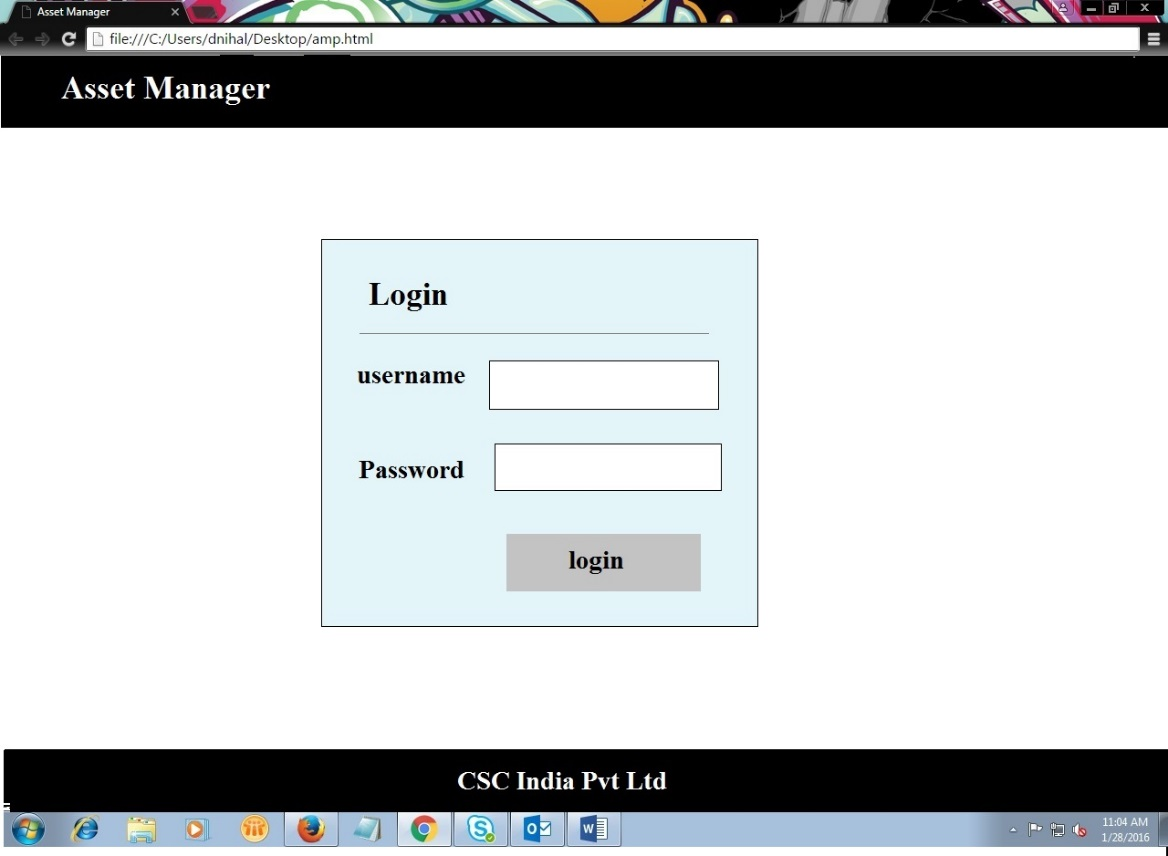 Asset Manager
file:///C:/Users/dnihal/Desktop/amp.html
Asset Manager
Login
username
Password
login
CSC India Pvt Ltd
11:04 AM
1/28/2016